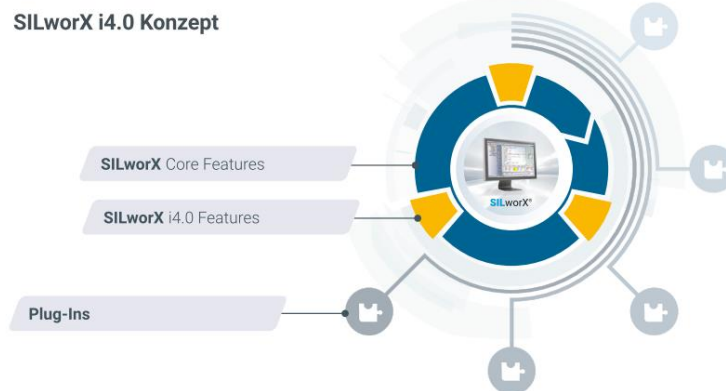 SILworX i4.0 Konzept
SILworX Core Features
SILworX i4.0 Features
Plug-Ins
SILworX®